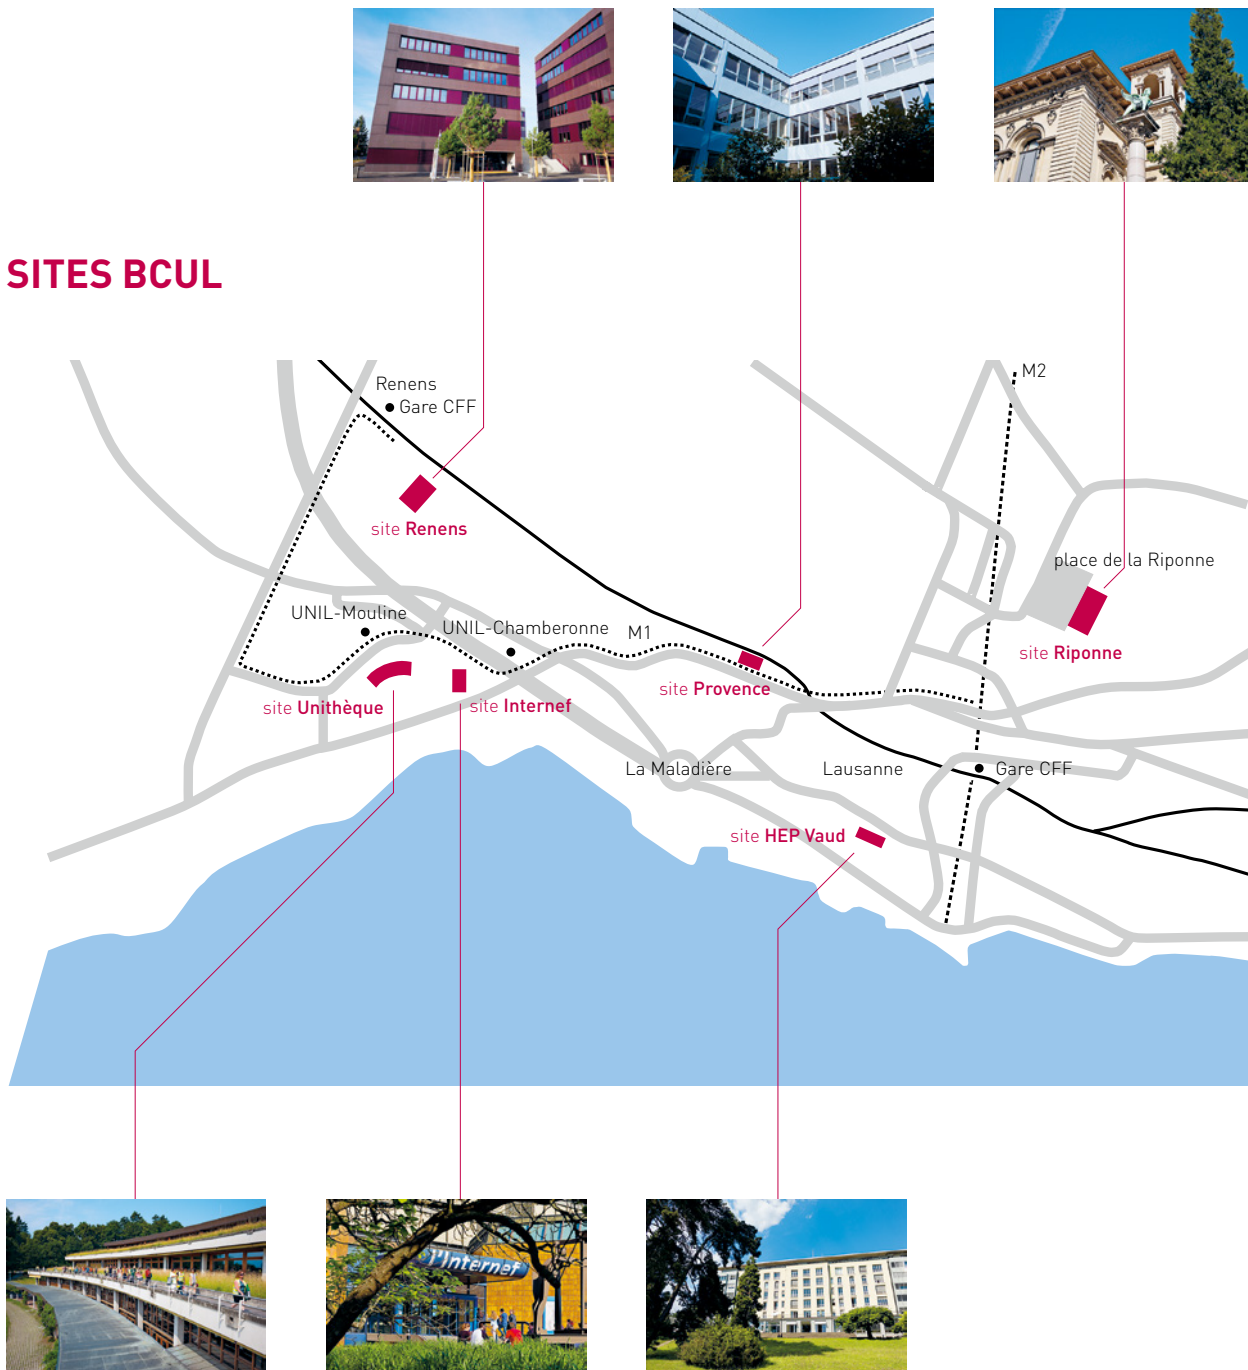 SITES BCUL
M2
Renens
Gare CFF
site Renens
place de la Riponne
UNIL-Mouline
UNIL-Chamberonne
M1
site Riponne
site Provence
site Unithèque
site Internef
La Maladière
Lausanne
Gare CFF
site HEP Vaud
l'Internef